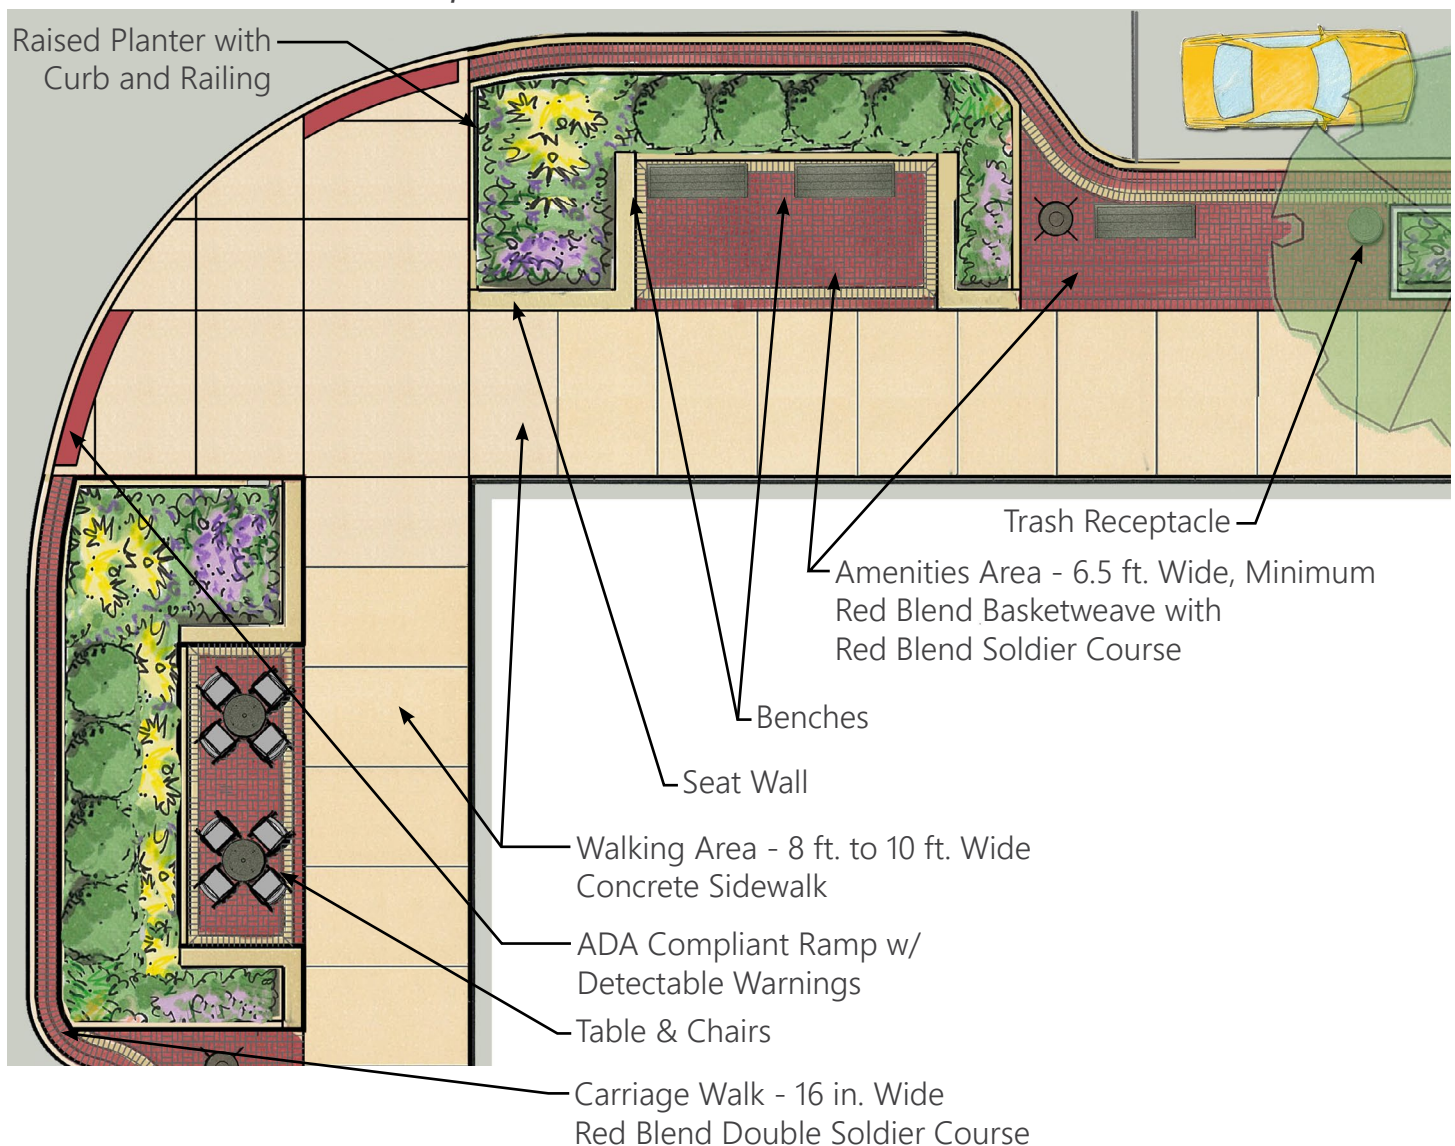 Raised Planter with
Curb and Railing
Trash Receptacle
Amenities Area - 6.5 ft. Wide, Minimum
Red Blend Basketweave with
Red Blend Soldier Course
Benches
Seat Wall
Walking Area - 8 ft. to 10 ft. Wide
Concrete Sidewalk
ADA Compliant Ramp w/
Detectable Warnings
Table & Chairs
Carriage Walk - 16 in. Wide
Red Blend Double Soldier Course